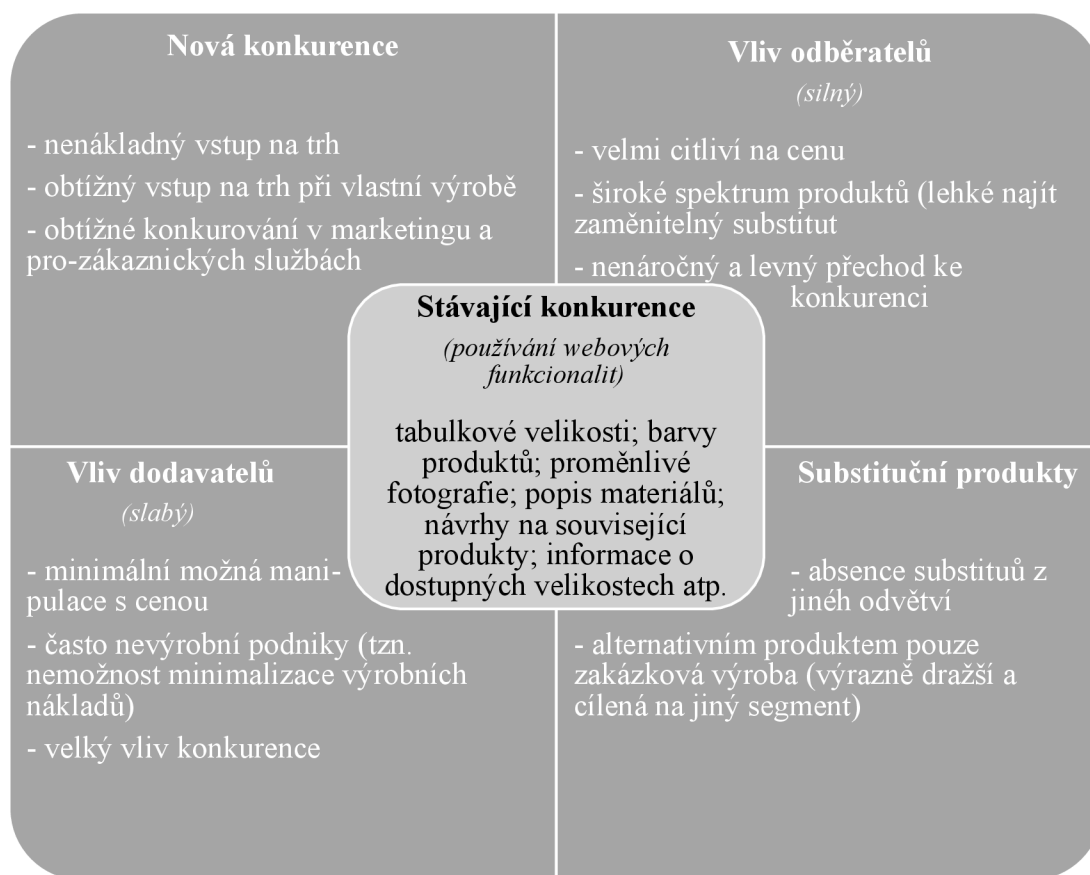 Nová konkurence
- nenákladný vstup na trh
- obtížný vstup na trh při vlastní výrobě
- obtížné konkurování v marketingu a
pro-zákaznických službách
Vliv odběratelů
(silný)
- velmi citliví na cenu
- široké spektrum produktů (lehké najít
zaměnitelný substitut
- nenáročný a levný přechod ke
konkurenci
Stávající konkurence
(používání webových
funkcionalit)
tabulkové velikosti; barvy
produktů; proměnlivé
fotografie; popis materiálů;
návrhy na související
produkty; informace o
dostupných velikostech atp.
Vliv dodavatelů
(slabý)
- minimální možná mani-
pulace s cenou
- často nevýrobní podniky (tzn.
nemožnost minimalizace výrobních
nákladů)
- velký vliv konkurence
Substituční produkty
- absence substituů z
jinéh odvětví
- alternativním produktem pouze
zakázková výroba (výrazně dražší a
cílená na jiný segment)